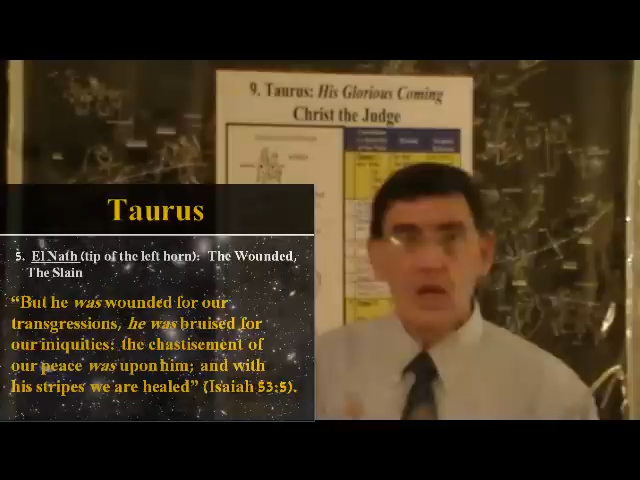 9. Taurus: His Glorious Coming
Christ the Judge
Taurus
5. El Nath (tip of the left horn): The Wounded,
The Slain
“But he was wounded for our
transgressions, he was bruised for
our iniquities: the chastisement of
our peace was upon him; and with
his stripes we are healed” (Isaiah 53:5).